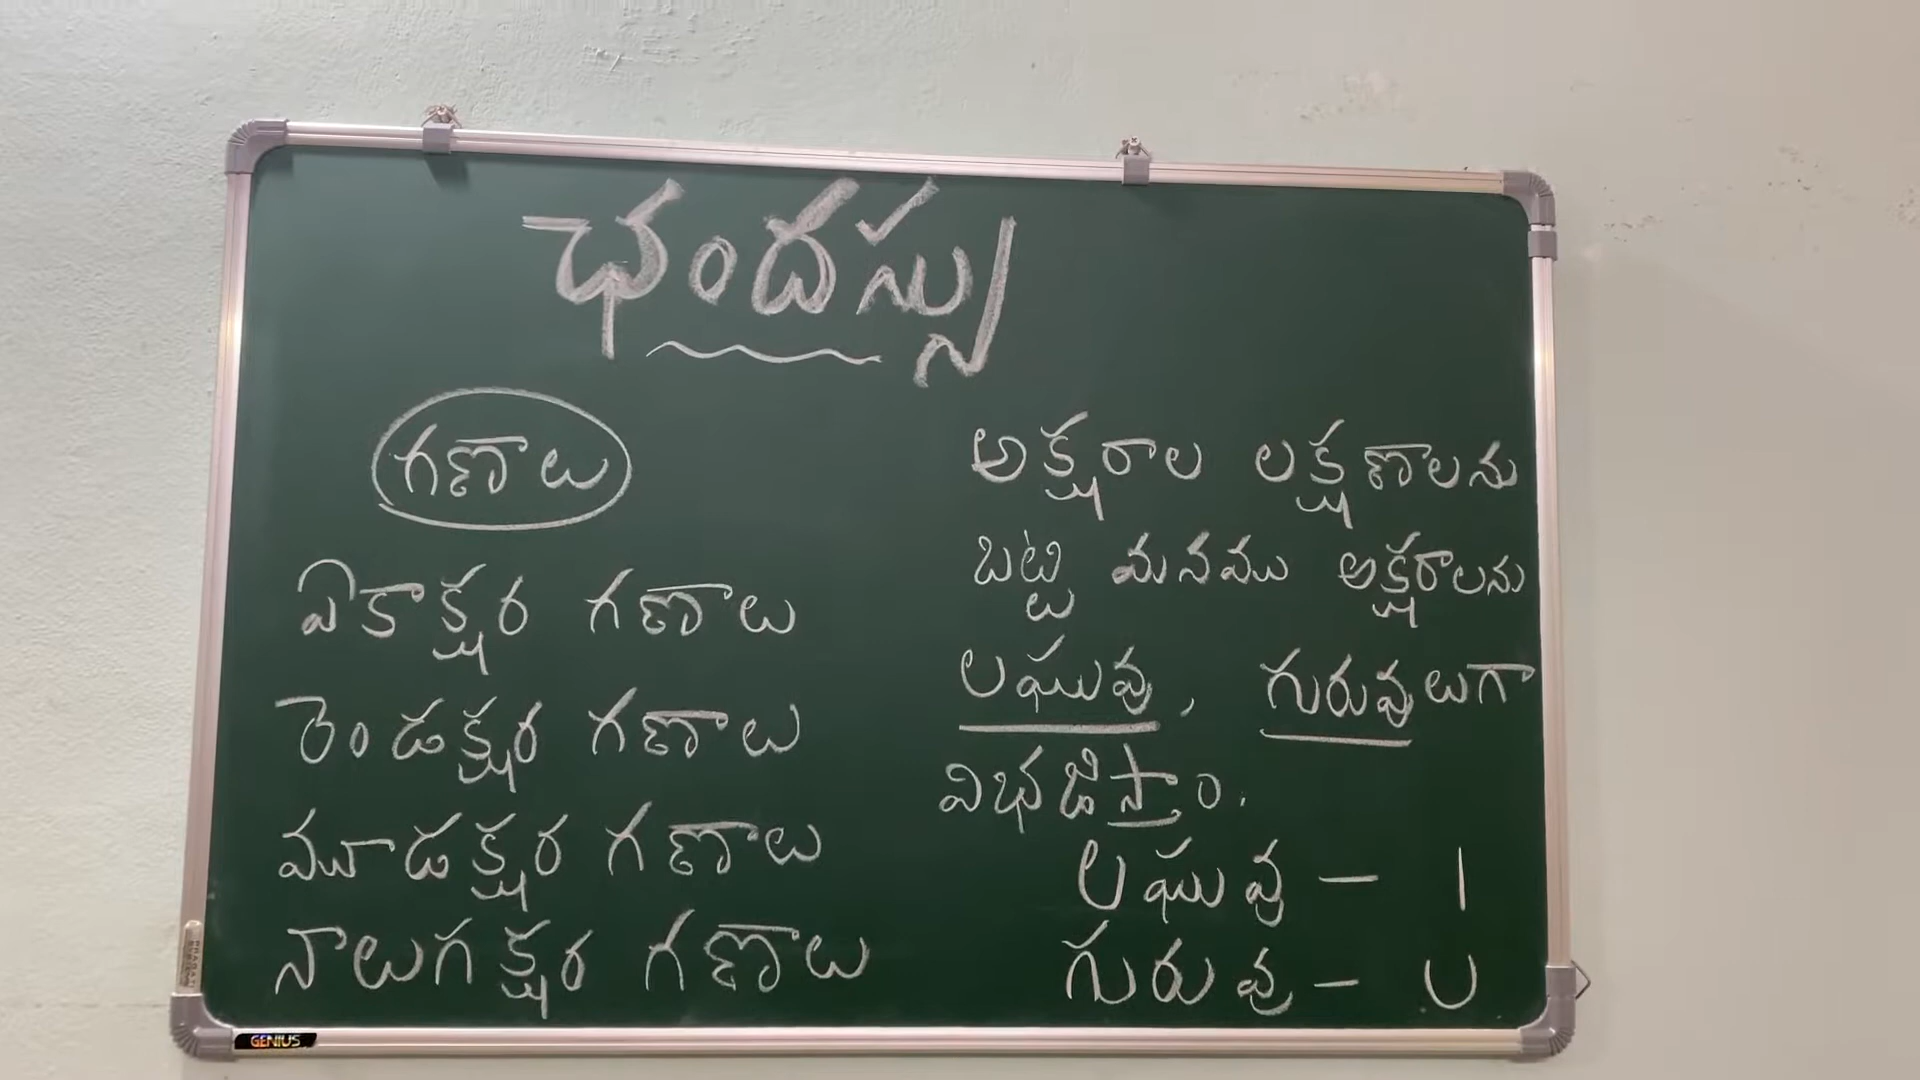 ఛందస్సు
గణాలు
ఏకాక్షర గణాలు
రెండక్షర గణాలు
మూడక్షర గణాలు
నాలుగక్షర గణాలు
అక్షరాల లక్షణాలను
బట్టి మనము అక్షరాలను
లఘువు, గురువులుగా
విభజిస్తాం.
లఘువు - I
గురువు - U
GENIUS